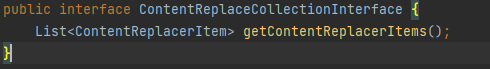 public interface ContentReplaceCollectionInterface {
    List<ContentReplacerItem> getContentReplacerItems();
}